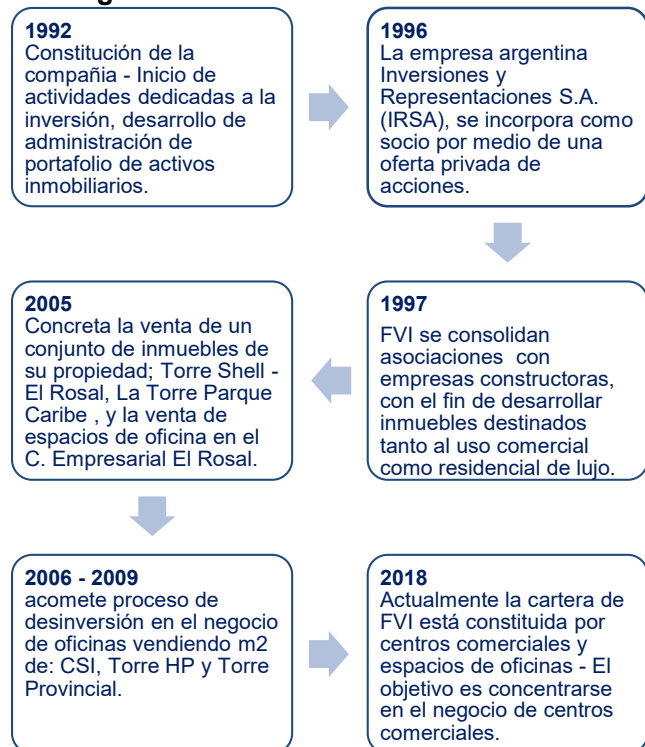 1992
Constitución de la
compañia - Inicio de
actividades dedicadas a la
inversión, desarrollo de
administración de
portafolio de activos
inmobiliarios.
1996
La empresa argentina
Inversiones y
Representaciones S.A.
(IRSA), se incorpora como
socio por medio de una
oferta privada de
acciones.
1997
FVI se consolidan
asociaciones con
empresas constructoras,
con el fin de desarrollar
inmuebles destinados
tanto al uso comercial
como residencial de lujo.
2005
Concreta la venta de un
conjunto de inmuebles de
su propiedad; Torre Shell -
El Rosal, La Torre Parque
Caribe , y la venta de
espacios de oficina en el
C. Empresarial El Rosal.
2006 - 2009
acomete proceso de
desinversión en el negocio
de oficinas vendiendo m2
de: CSI, Torre HP y Torre
Provincial.
2018
Actualmente la cartera de
FVI está constituida por
centros comerciales y
espacios de oficinas - El
objetivo es concentrarse
en el negocio de centros
comerciales.